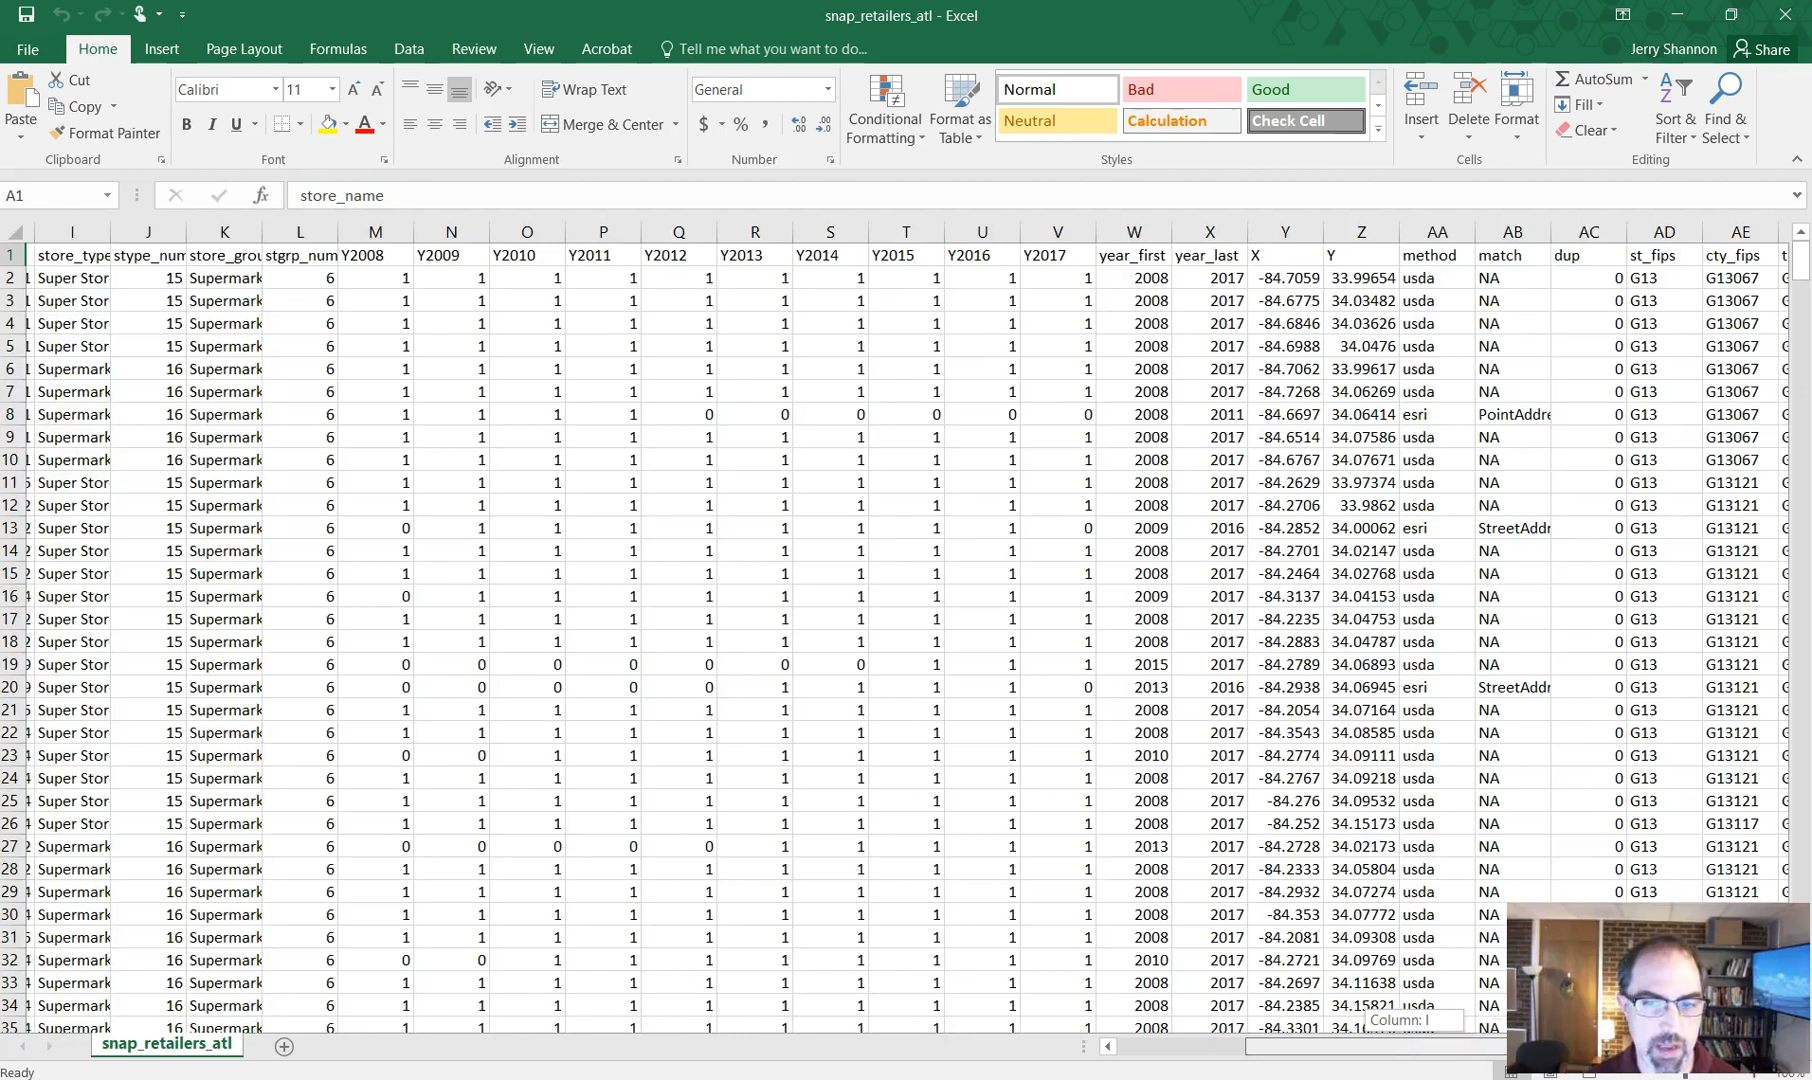 snap_retailers_atl - Excel
File Home Insert Page Layout Formulas Data Review View Acrobat Tell me what you want to do... Jerry Shannon Share
Paste Cut Copy Format Painter Clipboard
Calibri 11 B I U A Font
Wrap Text Merge & Center Alignment
General $ % , Number
Conditional Formatting Format as Table
Normal Bad Good
Neutral Calculation Check Cell
Styles
Insert Delete Format Cells
AutoSum Fill Clear Sort & Filter Find & Select Editing
A1 fx store_name
I J K L M N O P Q R S T U V W X Y Z AA AB AC AD AE
1 store_type stype_num store_grou stgrp_num Y2008 Y2009 Y2010 Y2011 Y2012 Y2013 Y2014 Y2015 Y2016 Y2017 year_first year_last X Y method match dup st_fips cty_fips t
2 Super Stor 15 Supermark 6 1 1 1 1 1 1 1 1 1 1 2008 2017 -84.7059 33.99654 usda NA 0 G13 G13067
3 Super Stor 15 Supermark 6 1 1 1 1 1 1 1 1 1 1 2008 2017 -84.6775 34.03482 usda NA 0 G13 G13067
4 Super Stor 15 Supermark 6 1 1 1 1 1 1 1 1 1 1 2008 2017 -84.6846 34.03626 usda NA 0 G13 G13067
5 Super Stor 15 Supermark 6 1 1 1 1 1 1 1 1 1 1 2008 2017 -84.6988 34.0476 usda NA 0 G13 G13067
6 Supermark 16 Supermark 6 1 1 1 1 1 1 1 1 1 1 2008 2017 -84.7062 33.99617 usda NA 0 G13 G13067
7 Supermark 16 Supermark 6 1 1 1 1 1 1 1 1 1 1 2008 2017 -84.7268 34.06269 usda NA 0 G13 G13067
8 Supermark 16 Supermark 6 1 1 1 1 0 0 0 0 0 0 2008 2011 -84.6697 34.06414 esri PointAddre 0 G13 G13067
9 Supermark 16 Supermark 6 1 1 1 1 1 1 1 1 1 1 2008 2017 -84.6514 34.07586 usda NA 0 G13 G13067
10 Supermark 16 Supermark 6 1 1 1 1 1 1 1 1 1 1 2008 2017 -84.6767 34.07671 usda NA 0 G13 G13067
11 Super Stor 15 Supermark 6 1 1 1 1 1 1 1 1 1 1 2008 2017 -84.2629 33.97374 usda NA 0 G13 G13121
12 Super Stor 15 Supermark 6 1 1 1 1 1 1 1 1 1 1 2008 2017 -84.2706 33.9862 usda NA 0 G13 G13121
13 Super Stor 15 Supermark 6 0 1 1 1 1 1 1 1 1 0 2009 2016 -84.2852 34.00062 esri StreetAddr 0 G13 G13121
14 Super Stor 15 Supermark 6 1 1 1 1 1 1 1 1 1 1 2008 2017 -84.2701 34.02147 usda NA 0 G13 G13121
15 Super Stor 15 Supermark 6 1 1 1 1 1 1 1 1 1 1 2008 2017 -84.2464 34.02768 usda NA 0 G13 G13121
16 Super Stor 15 Supermark 6 0 1 1 1 1 1 1 1 1 1 2009 2017 -84.3137 34.04153 usda NA 0 G13 G13121
17 Super Stor 15 Supermark 6 1 1 1 1 1 1 1 1 1 1 2008 2017 -84.2235 34.04753 usda NA 0 G13 G13121
18 Super Stor 15 Supermark 6 1 1 1 1 1 1 1 1 1 1 2008 2017 -84.2883 34.04787 usda NA 0 G13 G13121
19 Super Stor 15 Supermark 6 0 0 0 0 0 0 0 1 1 1 2015 2017 -84.2789 34.06893 usda NA 0 G13 G13121
20 Super Stor 15 Supermark 6 0 0 0 0 0 1 1 1 1 0 2013 2016 -84.2938 34.06945 esri StreetAddr 0 G13 G13121
21 Super Stor 15 Supermark 6 1 1 1 1 1 1 1 1 1 1 2008 2017 -84.2054 34.07164 usda NA 0 G13 G13121
22 Super Stor 15 Supermark 6 1 1 1 1 1 1 1 1 1 1 2008 2017 -84.3543 34.08585 usda NA 0 G13 G13121
23 Super Stor 15 Supermark 6 0 0 1 1 1 1 1 1 1 1 2010 2017 -84.2774 34.09111 usda NA 0 G13 G13121
24 Super Stor 15 Supermark 6 1 1 1 1 1 1 1 1 1 1 2008 2017 -84.2767 34.09218 usda NA 0 G13 G13121
25 Super Stor 15 Supermark 6 1 1 1 1 1 1 1 1 1 1 2008 2017 -84.276 34.09532 usda NA 0 G13 G13121
26 Super Stor 15 Supermark 6 1 1 1 1 1 1 1 1 1 1 2008 2017 -84.252 34.15173 usda NA 0 G13 G13117
27 Supermark 16 Supermark 6 0 0 0 0 0 1 1 1 1 1 2013 2017 -84.2728 34.02173 usda NA 0 G13 G13121
28 Supermark 16 Supermark 6 1 1 1 1 1 1 1 1 1 1 2008 2017 -84.2333 34.05804 usda NA 0 G13 G13121
29 Supermark 16 Supermark 6 1 1 1 1 1 1 1 1 1 1 2008 2017 -84.2932 34.07274 usda NA 0 G13 G13121
30 Supermark 16 Supermark 6 1 1 1 1 1 1 1 1 1 1 2008 2017 -84.353 34.07772 usda NA
31 Supermark 16 Supermark 6 1 1 1 1 1 1 1 1 1 1 2008 2017 -84.2081 34.09308 usda NA
32 Supermark 16 Supermark 6 0 0 1 1 1 1 1 1 1 1 2010 2017 -84.2721 34.09769 usda NA
33 Supermark 16 Supermark 6 1 1 1 1 1 1 1 1 1 1 2008 2017 -84.2697 34.11638 usda NA
34 Supermark 16 Supermark 6 1 1 1 1 1 1 1 1 1 1 2008 2017 -84.2385 34.15821 usda NA
35 Supermark 16 Supermark 6 1 1 1 1 1 1 1 1 1 1 2008 2017 -84.3301 usda NA
Column: I
snap_retailers_atl
Ready